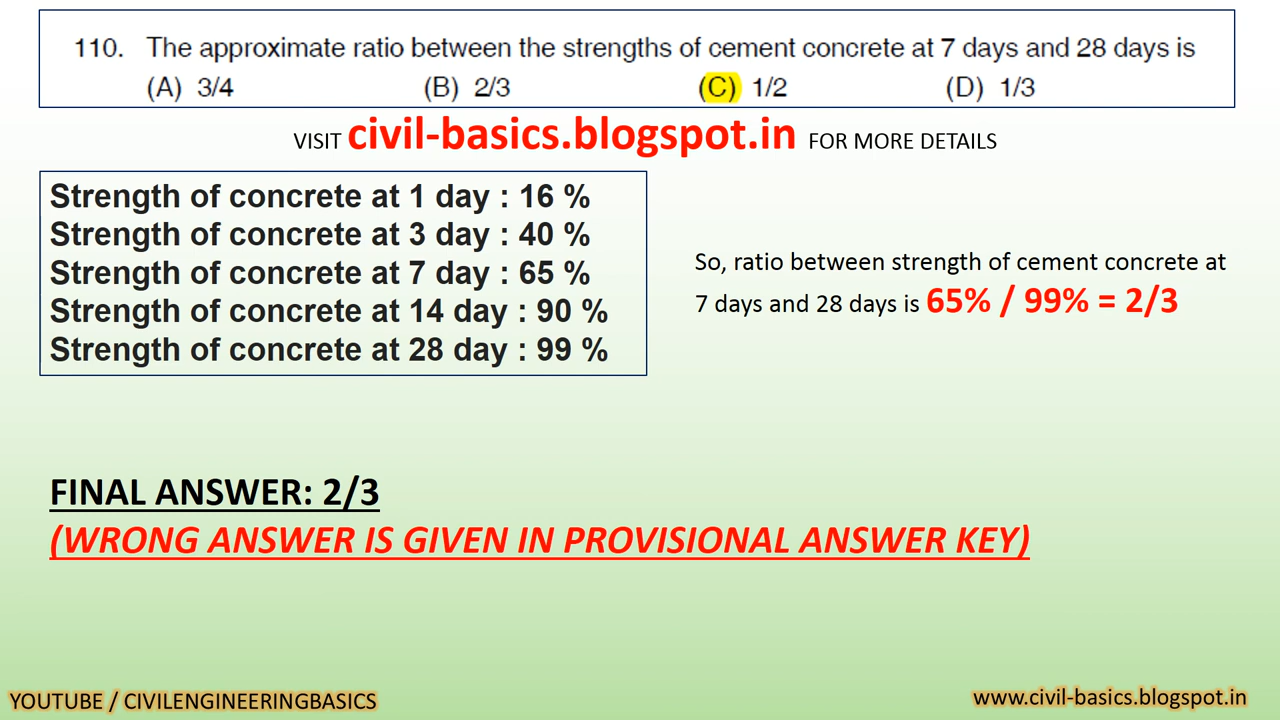 110. The approximate ratio between the strengths of cement concrete at 7 days and 28 days is
(A) 3/4 (B) 2/3 (C) 1/2 (D) 1/3
VISIT civil-basics.blogspot.in FOR MORE DETAILS
Strength of concrete at 1 day : 16 %
Strength of concrete at 3 day : 40 %
Strength of concrete at 7 day : 65 %
Strength of concrete at 14 day : 90 %
Strength of concrete at 28 day : 99 %
So, ratio between strength of cement concrete at
7 days and 28 days is 65% / 99% = 2/3
FINAL ANSWER: 2/3
(WRONG ANSWER IS GIVEN IN PROVISIONAL ANSWER KEY)
YOUTUBE / CIVILENGINEERINGBASICS
www.civil-basics.blogspot.in